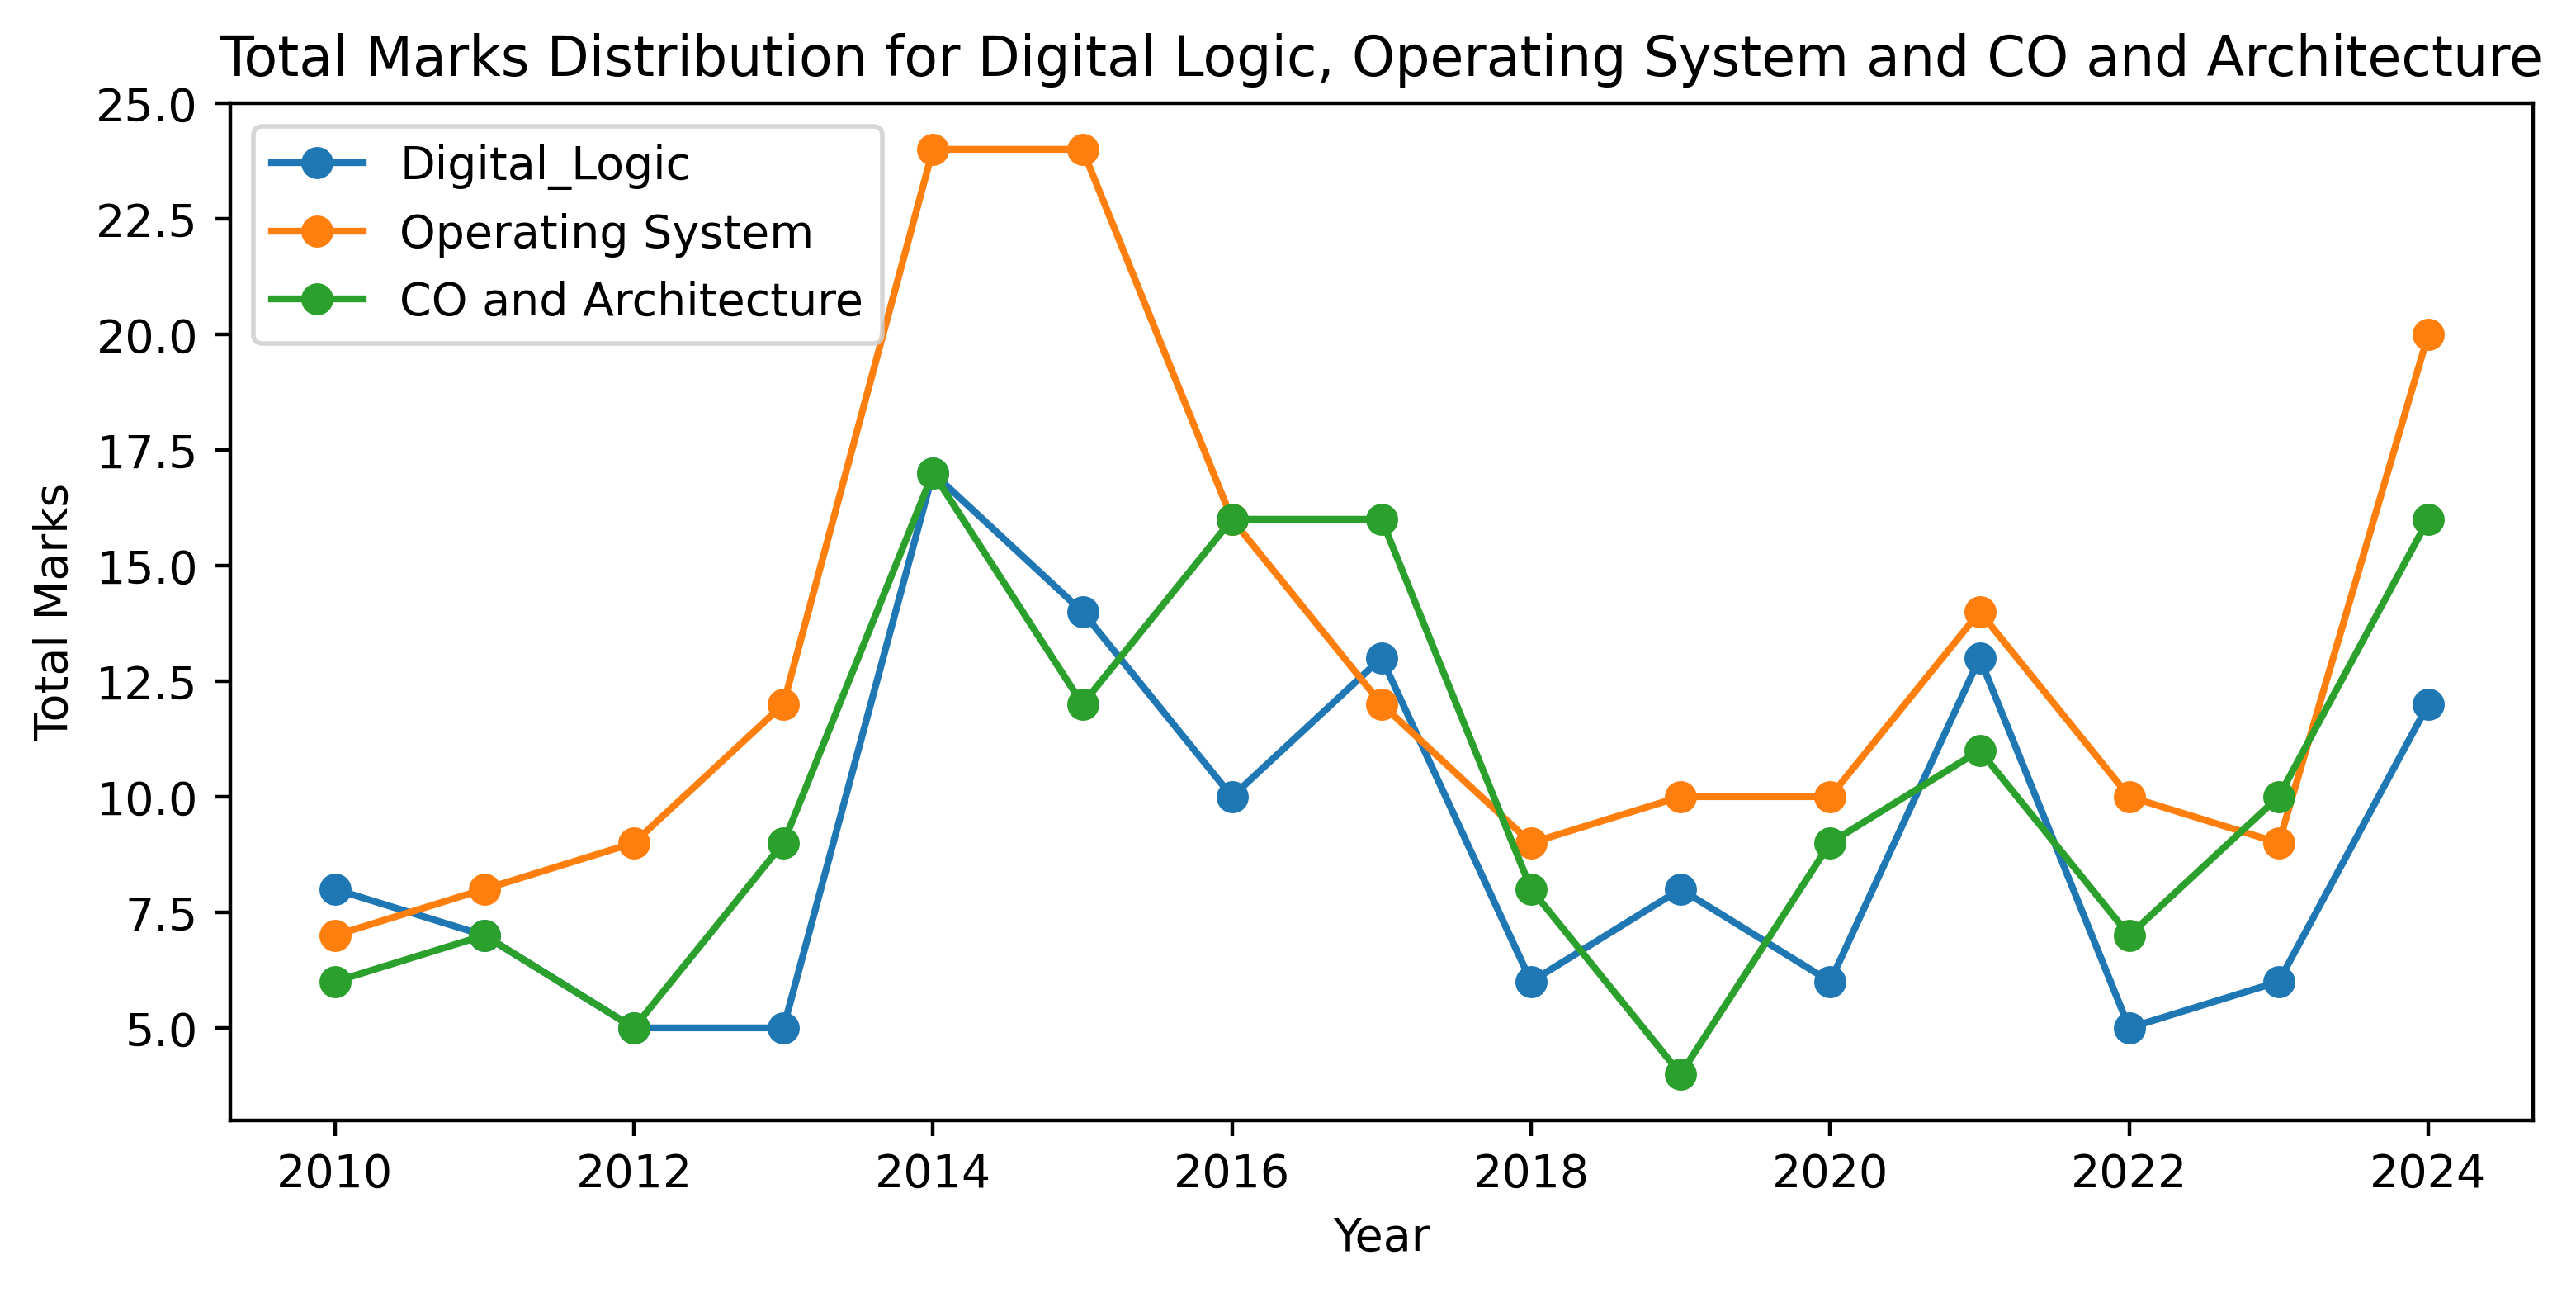 Total Marks Distribution for Digital Logic, Operating System and CO and Architecture
25.0
22.5
20.0
17.5
15.0
12.5
10.0
7.5
5.0
Total Marks
Digital_Logic
Operating System
CO and Architecture
2010 2012 2014 2016 2018 2020 2022 2024
Year